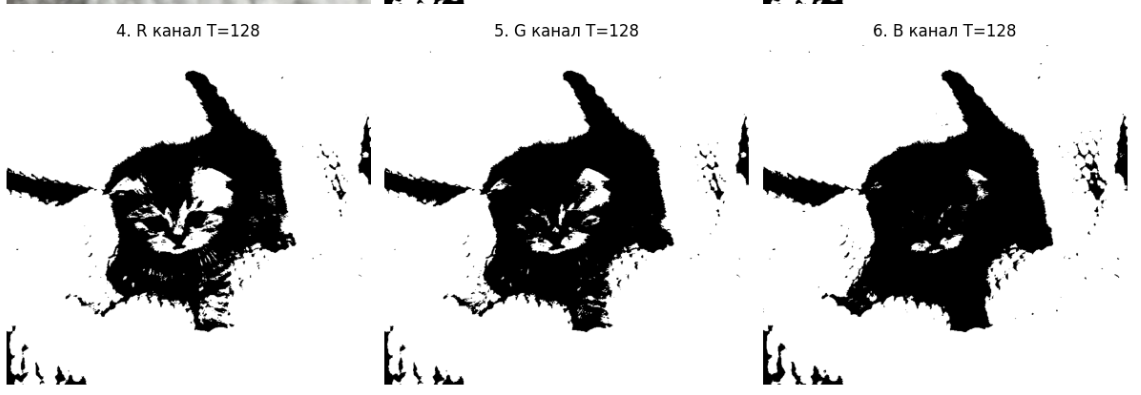 4. R канал T=128
5. G канал T=128
6. B канал T=128